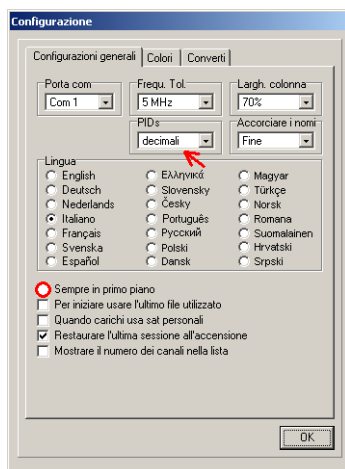 Configurazione
Configurazioni generali Colori Converti
Porta com Frequ. Tol. Largh. colonna
Com 1 5 MHz 70%
PIDs Accorciare i nomi
decimali Fine
Lingua
English Ελληνικά Magyar
Deutsch Slovensky Türkçe
Nederlands Česky Norsk
Italiano Português Romana
Français Русский Suomalainen
Svenska Polski Hrvatski
Español Dansk Srpski
Sempre in primo piano
Per iniziare usare l'ultimo file utilizzato
Quando carichi usa sat personali
Restaurare l'ultima sessione all'accensione
Mostrare il numero dei canali nella lista
OK